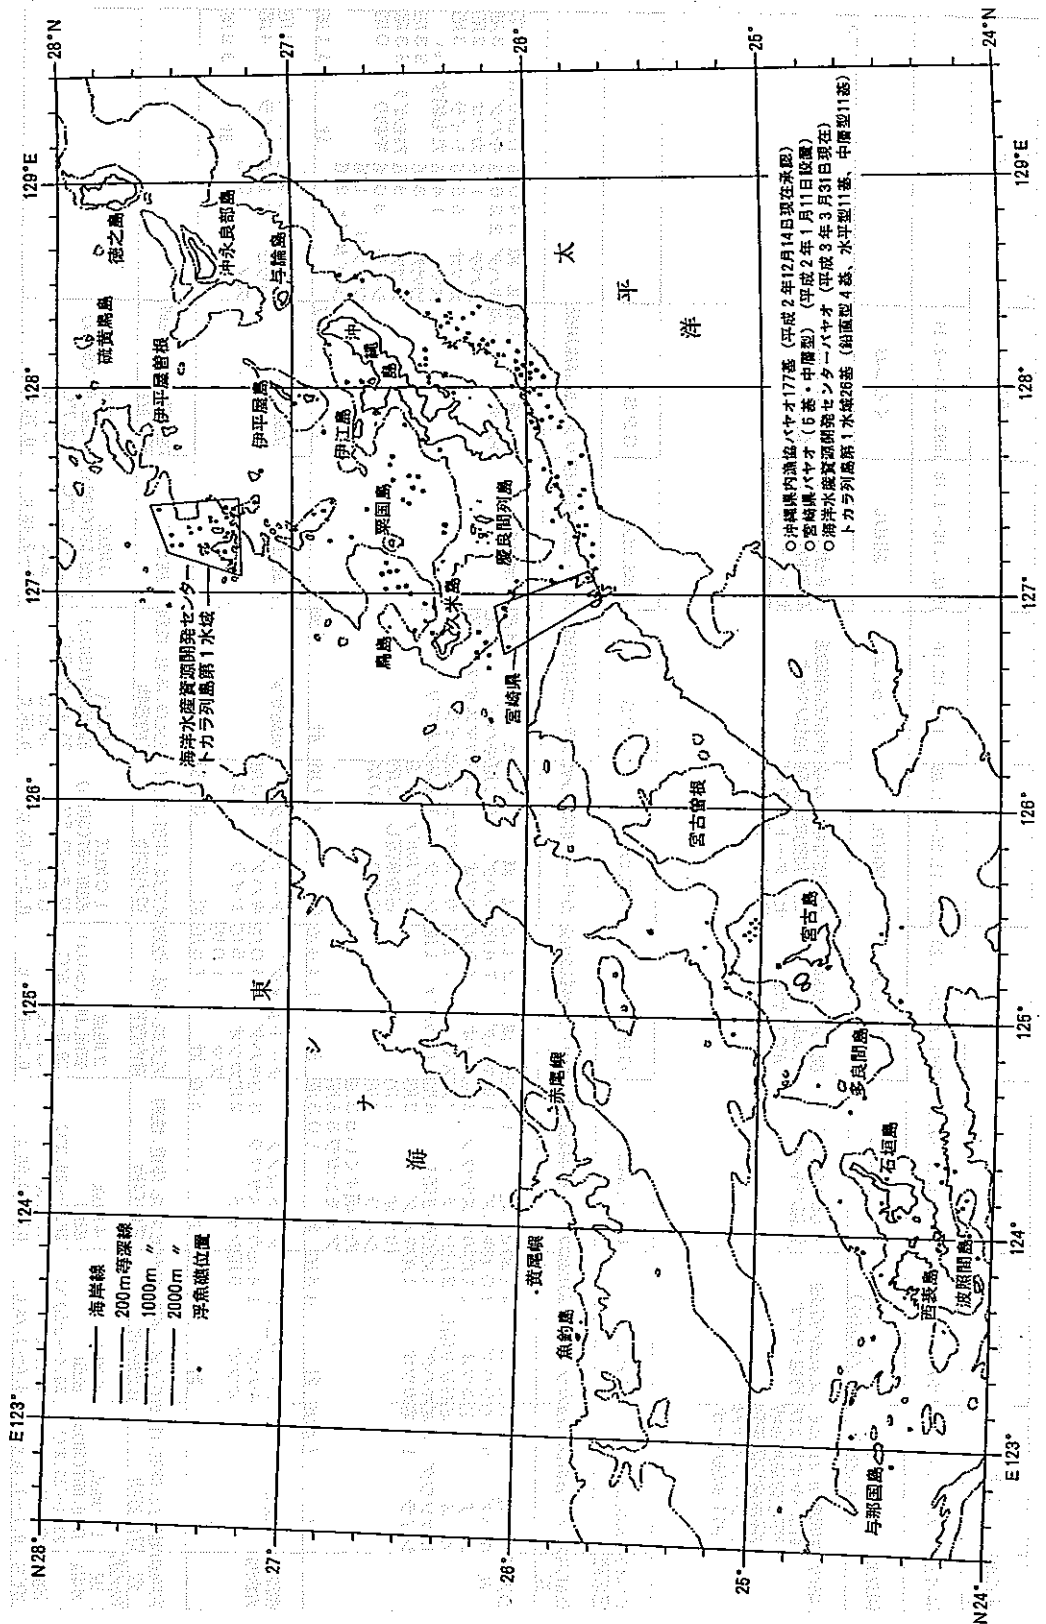 E123°
124°
125°
126°
127°
128°
129°E
N28°
27°
26°
25°
N24°
28°N
27°
26°
25°
24°N
E123°
124°
125°
126°
127°
128°
129°E
海岸線
200m等深線
1000m 〃
2000m 〃
浮魚礁位置
東
シ
ナ
海
太
平
洋
海洋水産資源開発センター
トカラ列島第1水域
硫黄鳥島
徳之島
沖永良部島
与論島
伊平屋曽根
伊平屋島
伊江島
沖
縄
島
粟国島
鳥島
久米島
慶良間列島
宮崎県
宮古曽根
宮古島
多良間島
石垣島
西表島
波照間島
与那国島
魚釣島
黄尾嶼
赤尾嶼
○沖縄県内漁協パヤオ177基（平成2年12月14日現在承認）
○宮崎県パヤオ（6基・中層型）（平成2年1月11日設置）
○海洋水産資源開発センターパヤオ（平成3年3月31日現在）
トカラ列島第1水域26基（鉛直型4基、水平型11基、中層型11基）